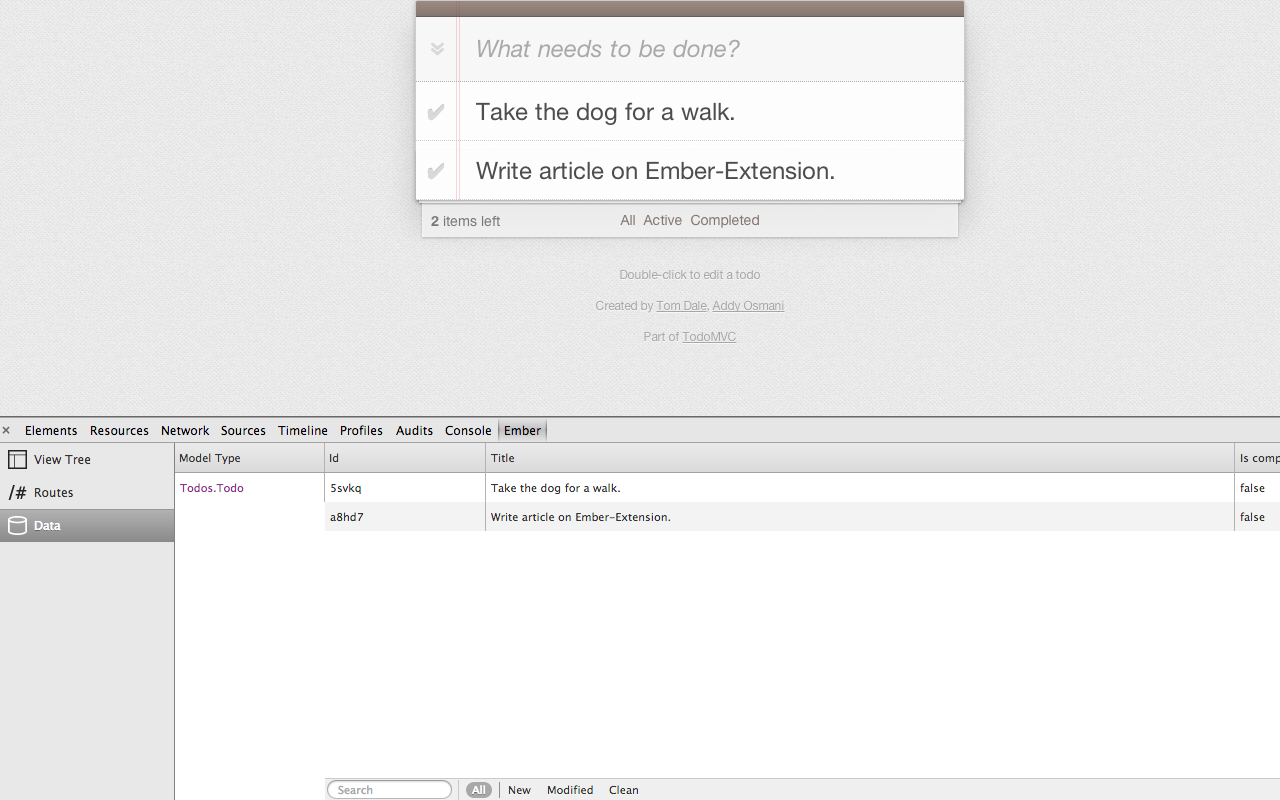 What needs to be done?
Take the dog for a walk.
Write article on Ember-Extension.
2 items left All Active Completed
Double-click to edit a todo
Created by Tom Dale, Addy Osmani
Part of TodoMVC
× Elements Resources Network Sources Timeline Profiles Audits Console Ember
View Tree
/# Routes
Data
Model Type Id Title Is comp
Todos.Todo 5svkq Take the dog for a walk. false
a8hd7 Write article on Ember-Extension. false
Search All New Modified Clean